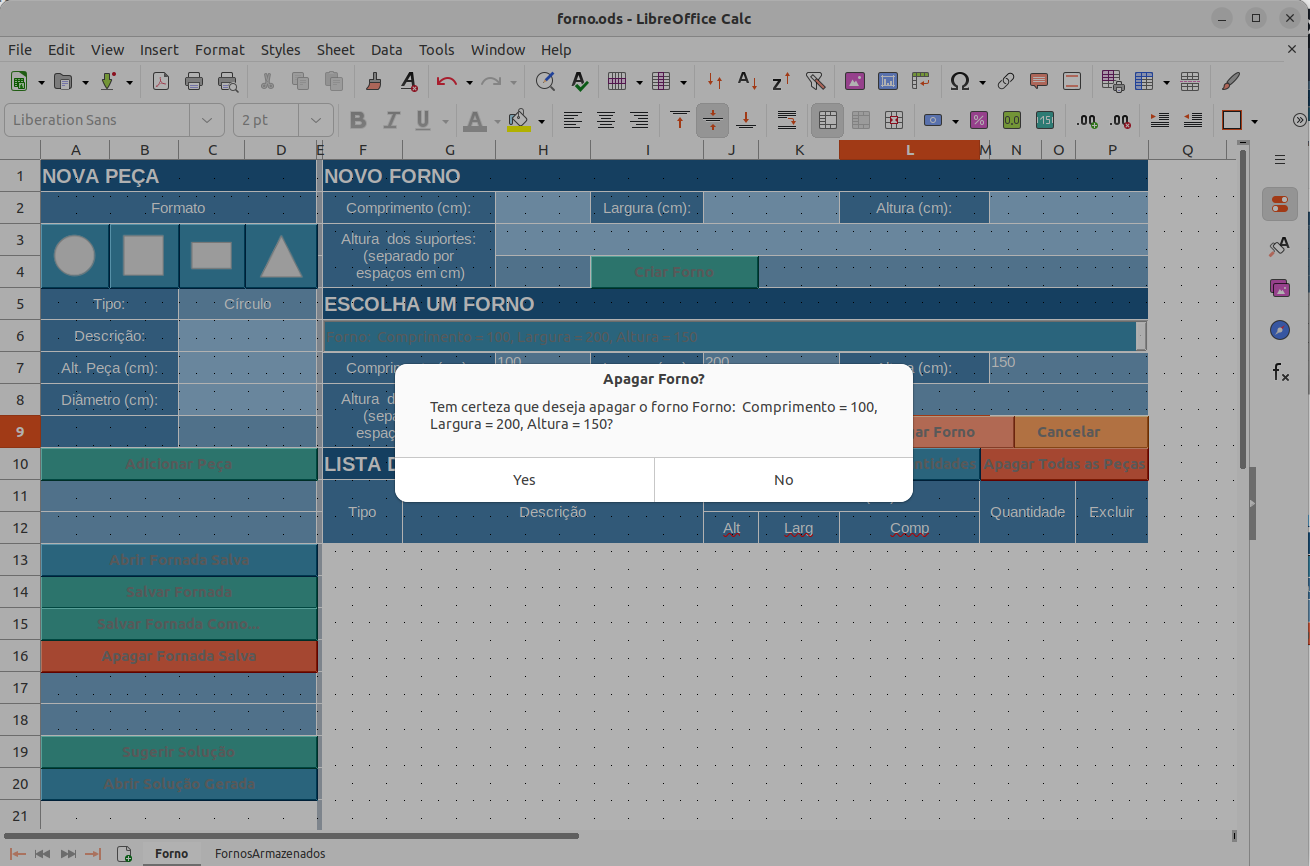 forno.ods - LibreOffice Calc
File Edit View Insert Format Styles Sheet Data Tools Window Help
Liberation Sans 2 pt
A B C D E F G H I J K L M N O P Q
1 NOVA PEÇA NOVO FORNO
2 Formato Comprimento (cm): Largura (cm): Altura (cm):
3 Altura dos suportes:
(separado por
4 espaços em cm) Criar Forno
5 Tipo: Círculo ESCOLHA UM FORNO
6 Descrição: Forno: Comprimento = 100, Largura = 200, Altura = 150
7 Alt. Peça (cm): 100 200 (cm): 150
Apagar Forno?
Tem certeza que deseja apagar o forno Forno: Comprimento = 100,
Largura = 200, Altura = 150?
Yes No
8 Diâmetro (cm): Altura
9 Forno Cancelar
10 Adicionar Peça LISTA Apagar Todas as Peças
11 Tipo Descrição Quantidade Excluir
12 Alt Larg Comp
13 Abrir Fornada Salva
14 Salvar Fornada
15 Salvar Fornada Como...
16 Apagar Fornada Salva
17
18
19 Sugerir Solução
20 Abrir Solução Gerada
21
Forno FornosArmazenados